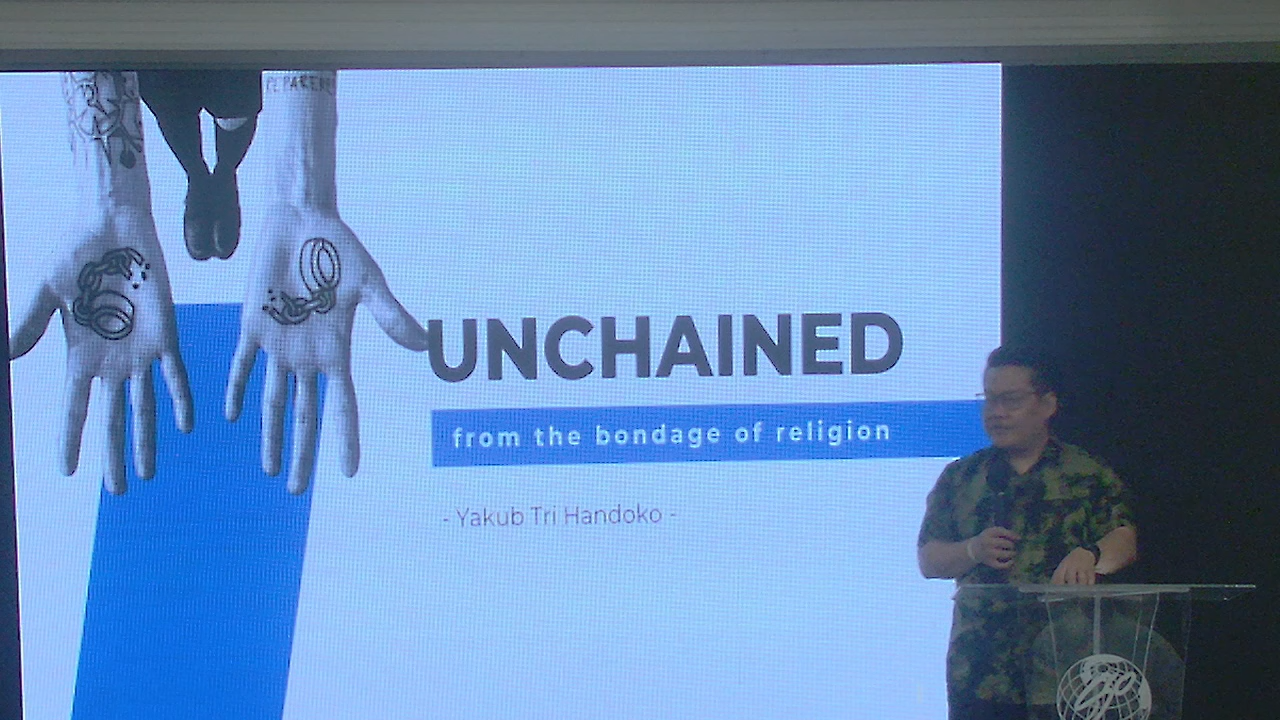 UNCHAINED
from the bondage of religion
- Yakub Tri Handoko -